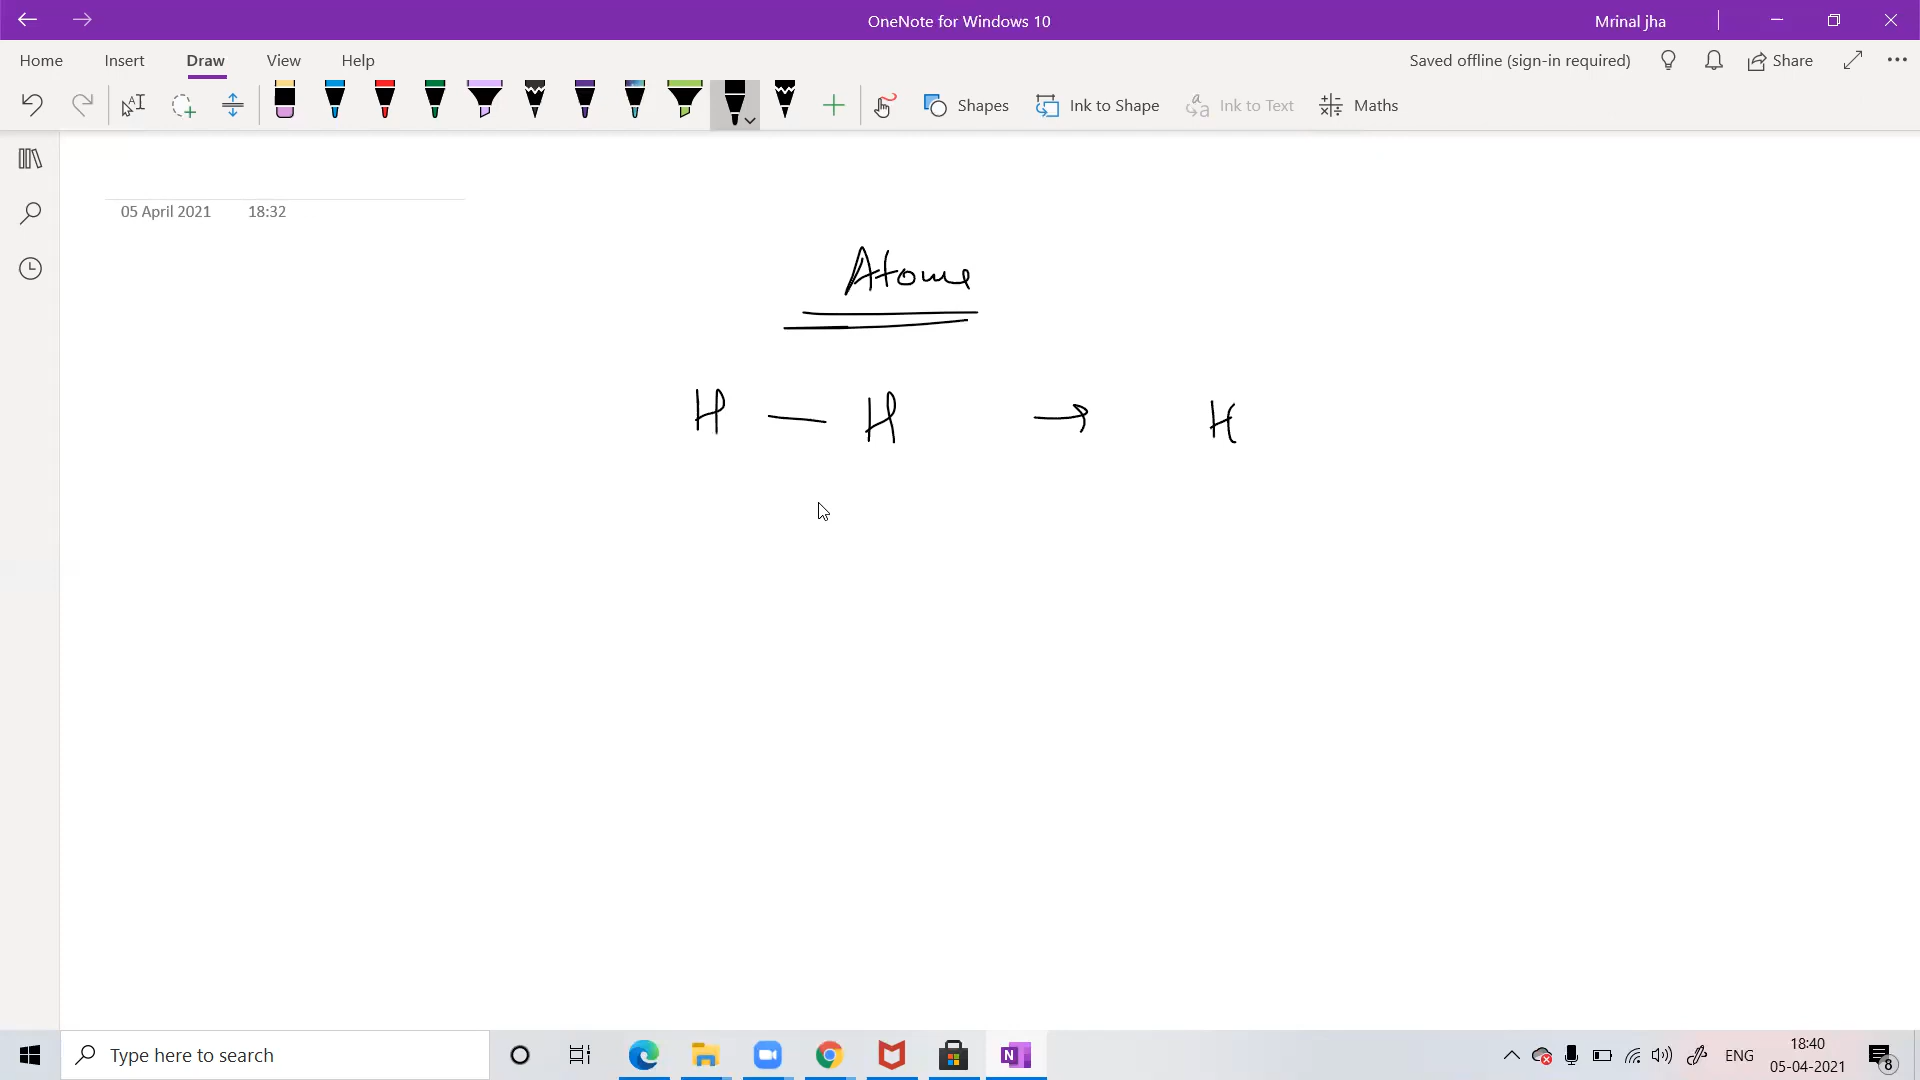 OneNote for Windows 10
Mrinal jha
Home Insert Draw View Help
Saved offline (sign-in required) Share
Shapes Ink to Shape Ink to Text Maths
05 April 2021 18:32
Atoms
H — H → H
Type here to search
ENG
18:40
05-04-2021
8